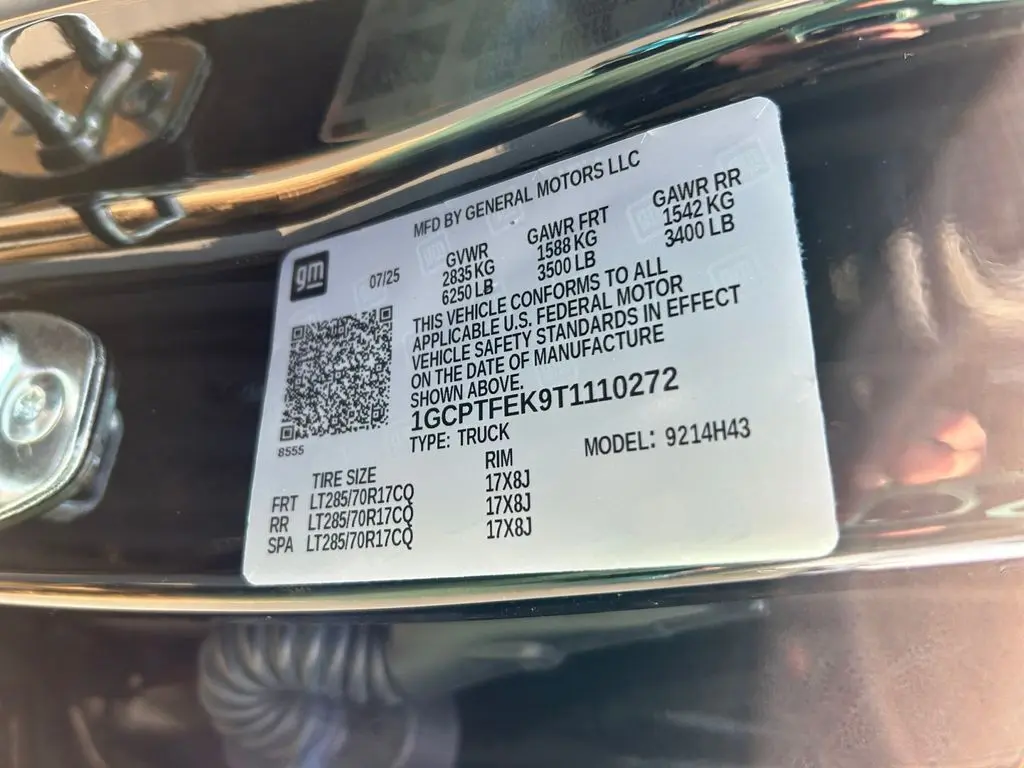 MFD BY GENERAL MOTORS LLC
gm
07/25
GVWR GAWR FRT GAWR RR
2835 KG 1588 KG 1542 KG
6250 LB 3500 LB 3400 LB
THIS VEHICLE CONFORMS TO ALL
APPLICABLE U.S. FEDERAL MOTOR
VEHICLE SAFETY STANDARDS IN EFFECT
ON THE DATE OF MANUFACTURE
SHOWN ABOVE.
1GCPTFEK9T1110272
8555
TYPE: TRUCK MODEL: 9214H43
TIRE SIZE RIM
FRT LT285/70R17CQ 17X8J
RR LT285/70R17CQ 17X8J
SPA LT285/70R17CQ 17X8J